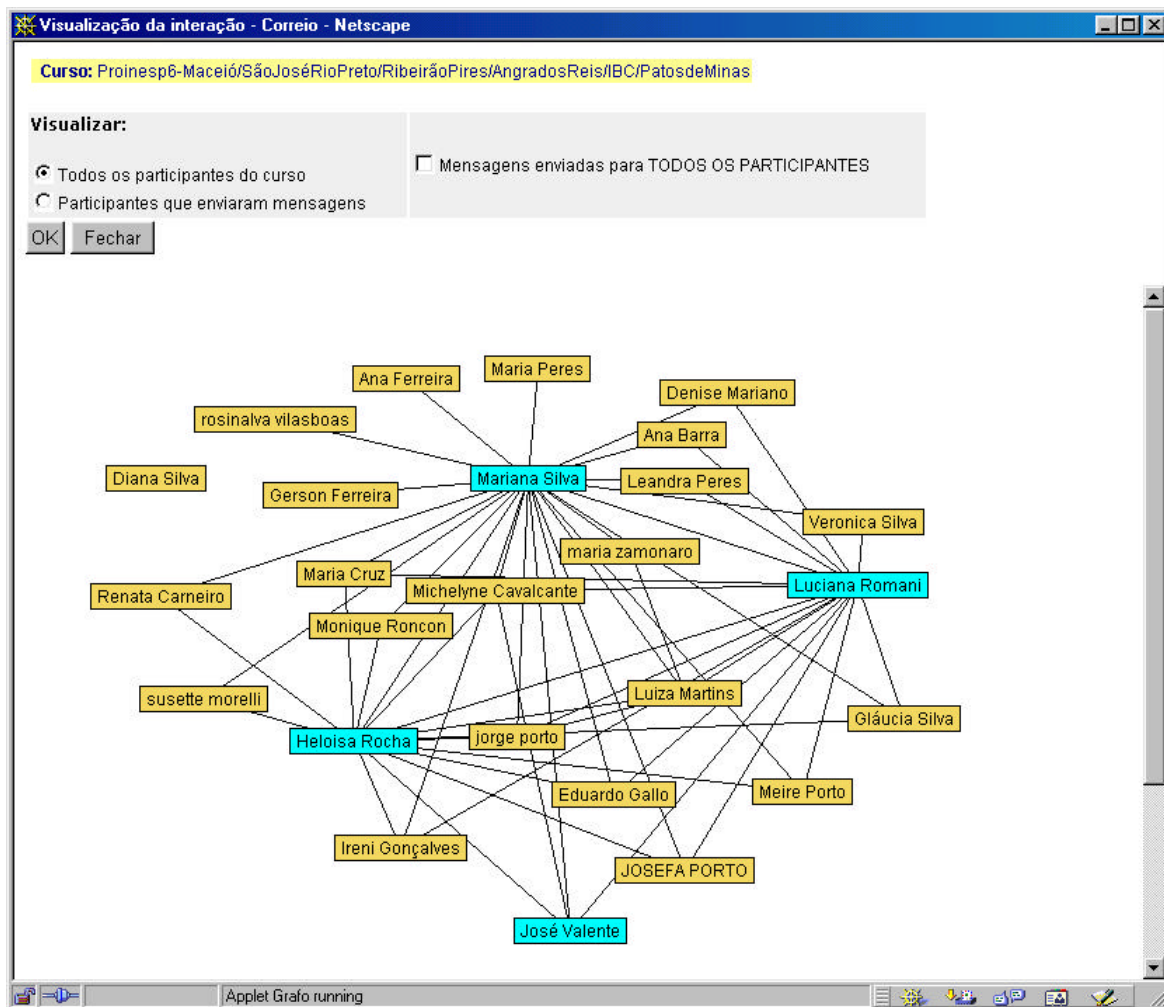 Visualização da interação - Correio - Netscape
Curso: Proinesp6-Maceió/SãoJoséRioPreto/RibeirãoPires/AngradosReis/IBC/PatosdeMinas
Visualizar:
Todos os participantes do curso
Mensagens enviadas para TODOS OS PARTICIPANTES
Participantes que enviaram mensagens
OK Fechar
Maria Peres
Ana Ferreira
Denise Mariano
rosinalva vilasboas
Ana Barra
Diana Silva
Mariana Silva
Leandra Peres
Gerson Ferreira
Veronica Silva
maria zamonaro
Maria Cruz
Luciana Romani
Renata Carneiro
Michelyne Cavalcante
Monique Roncon
Luiza Martins
susette morelli
Gláucia Silva
Heloisa Rocha
jorge porto
Eduardo Gallo
Meire Porto
Ireni Gonçalves
JOSEFA PORTO
José Valente
Applet Grafo running